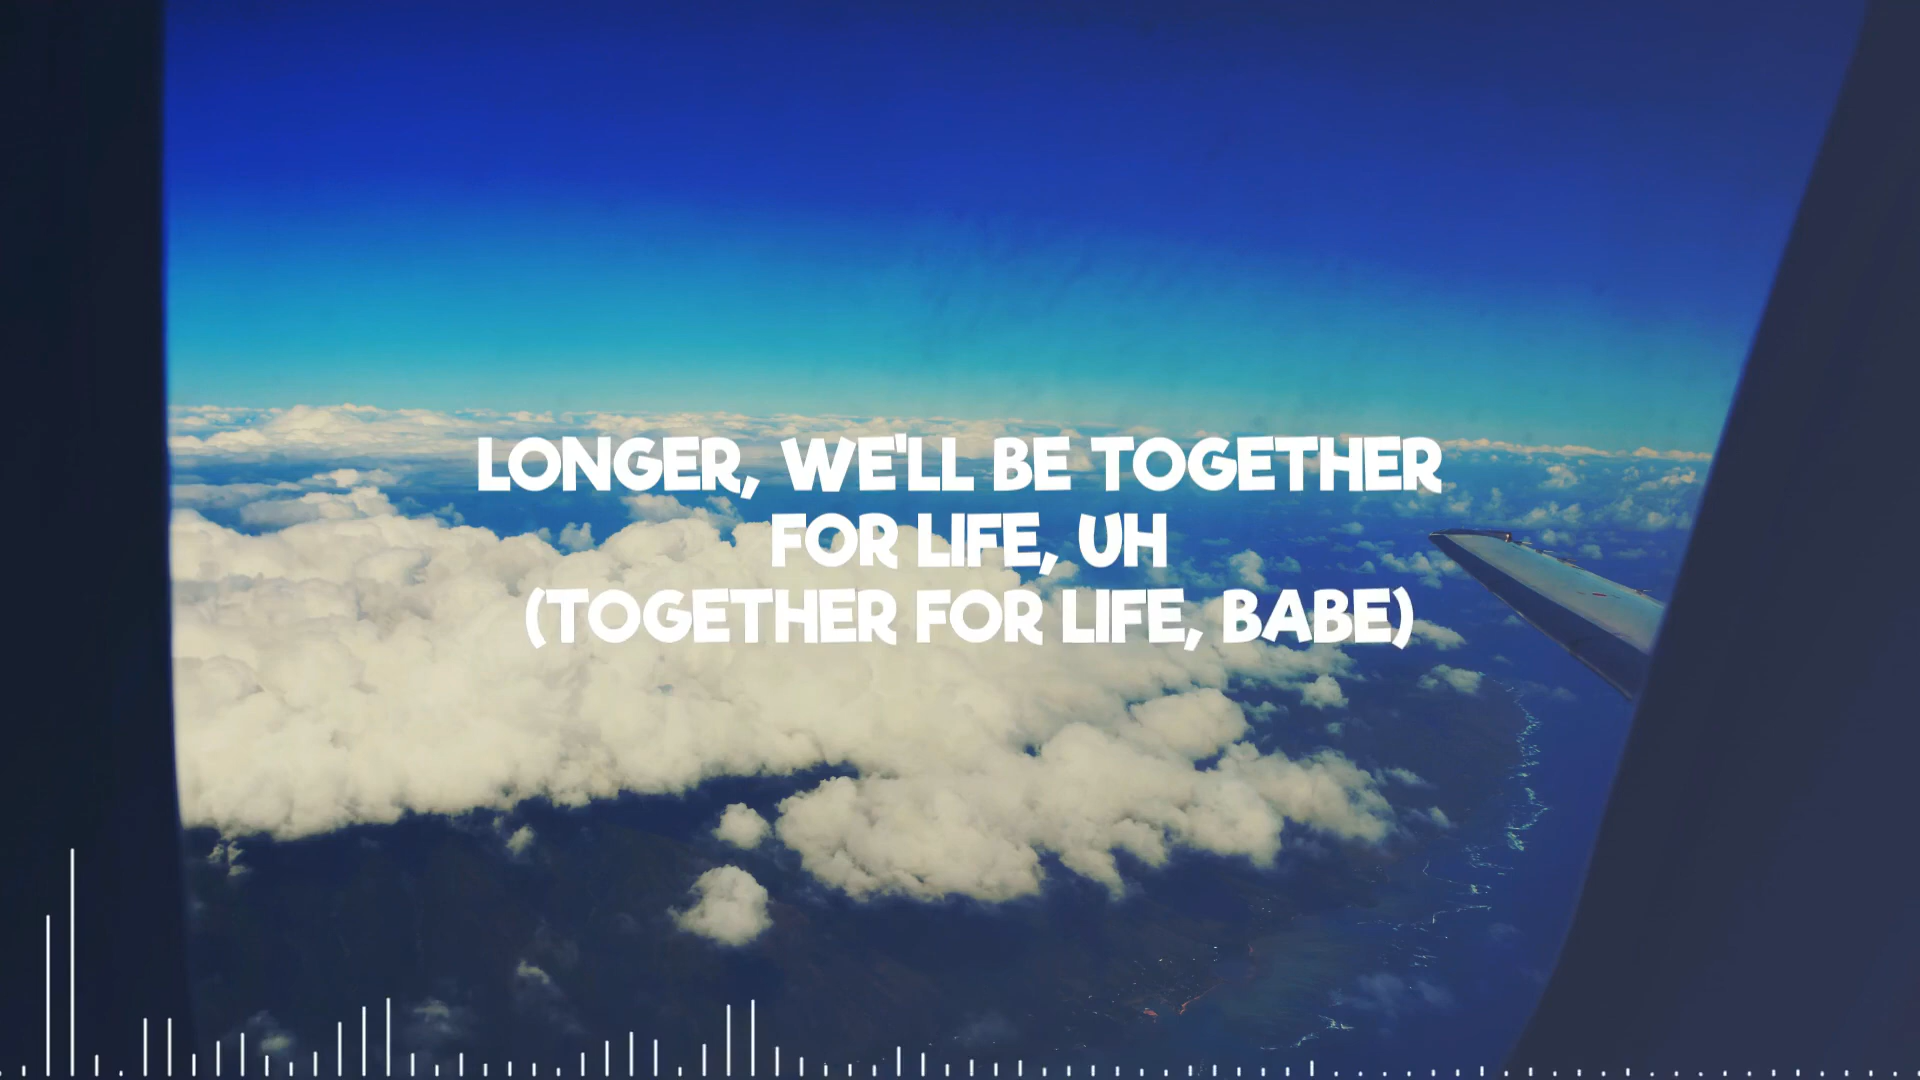 LONGER, WE'LL BE TOGETHER
FOR LIFE, UH
(TOGETHER FOR LIFE, BABE)